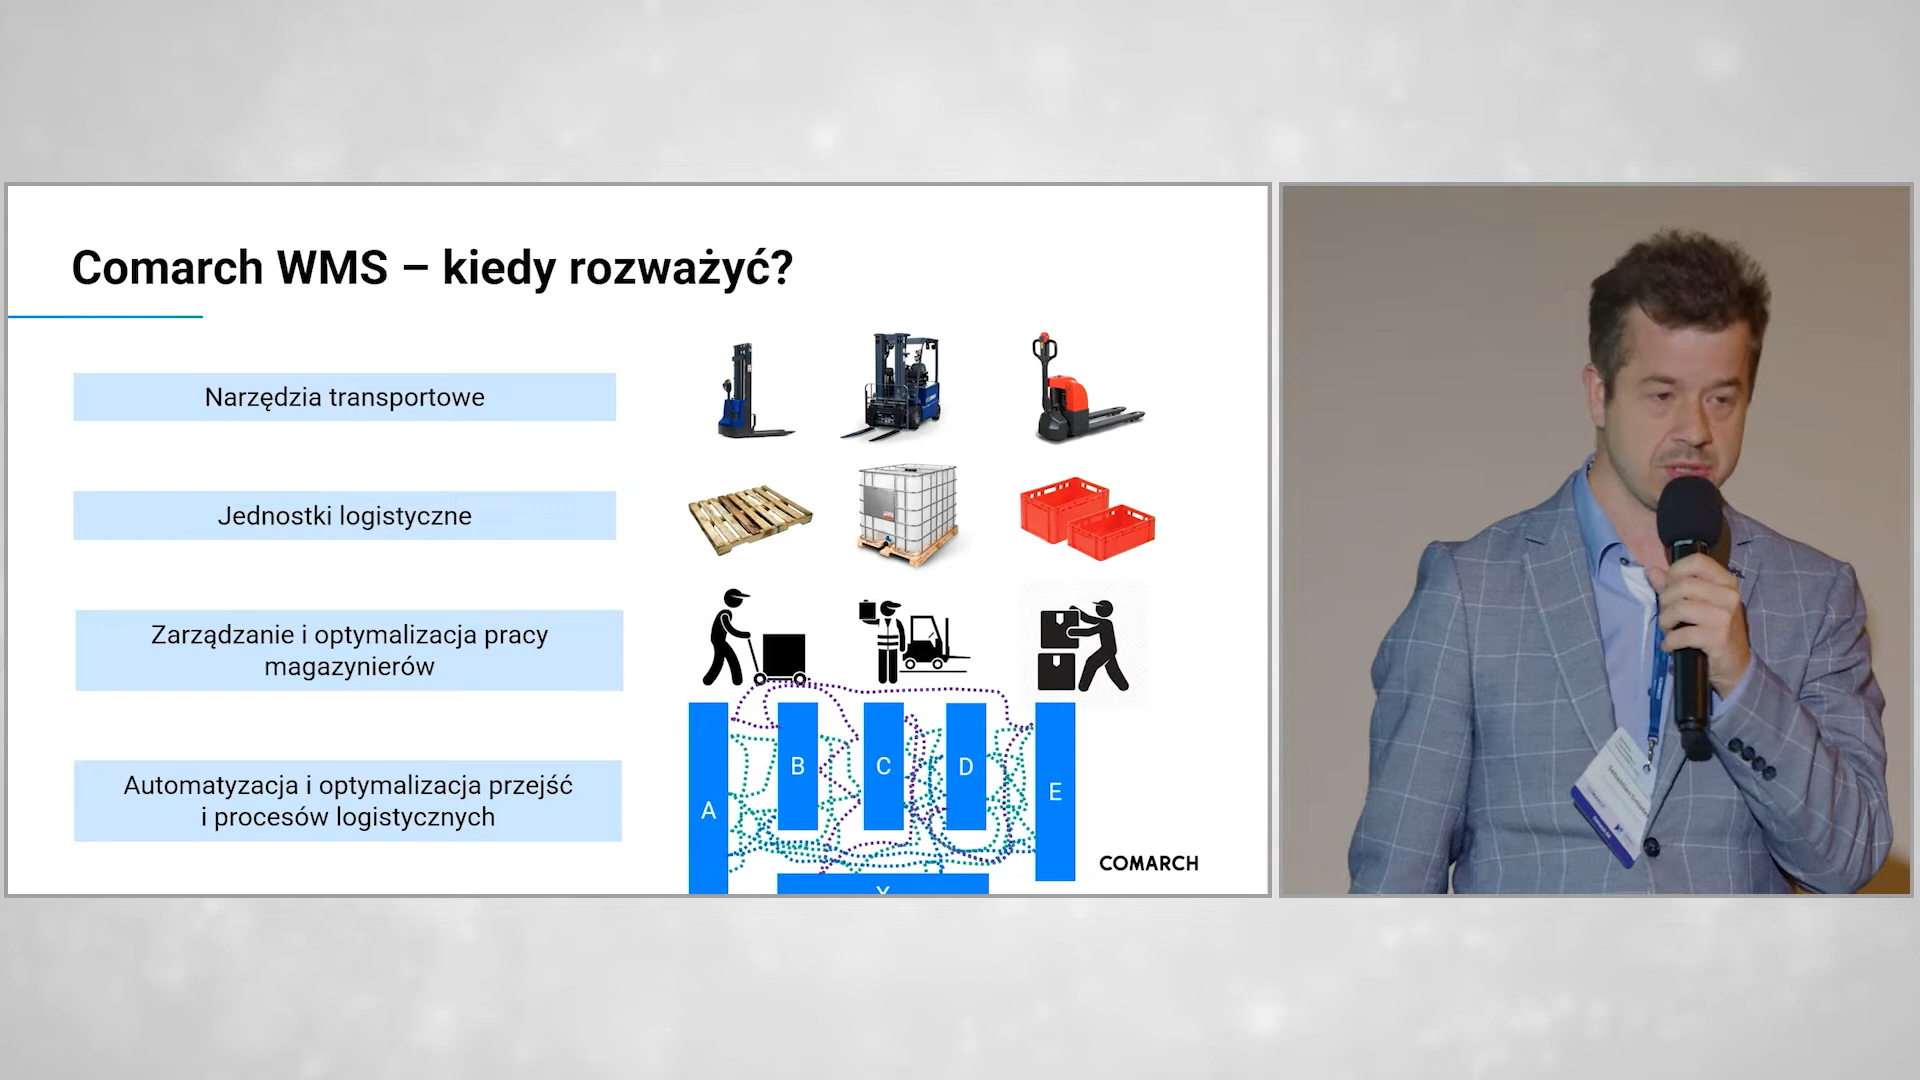 Comarch WMS – kiedy rozważyć?
Narzędzia transportowe
Jednostki logistyczne
Zarządzanie i optymalizacja pracy
magazynierów
Automatyzacja i optymalizacja przejść
i procesów logistycznych
A
B
C
D
E
COMARCH